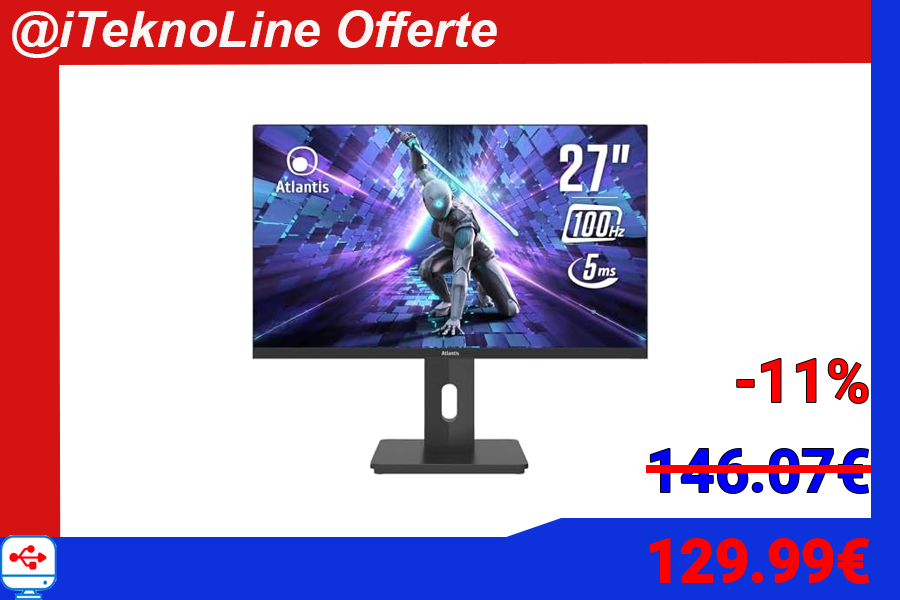 @iTeknoLine Offerte
Atlantis
27"
100Hz
5ms
Atlantis
-11%
146.07€
129.99€